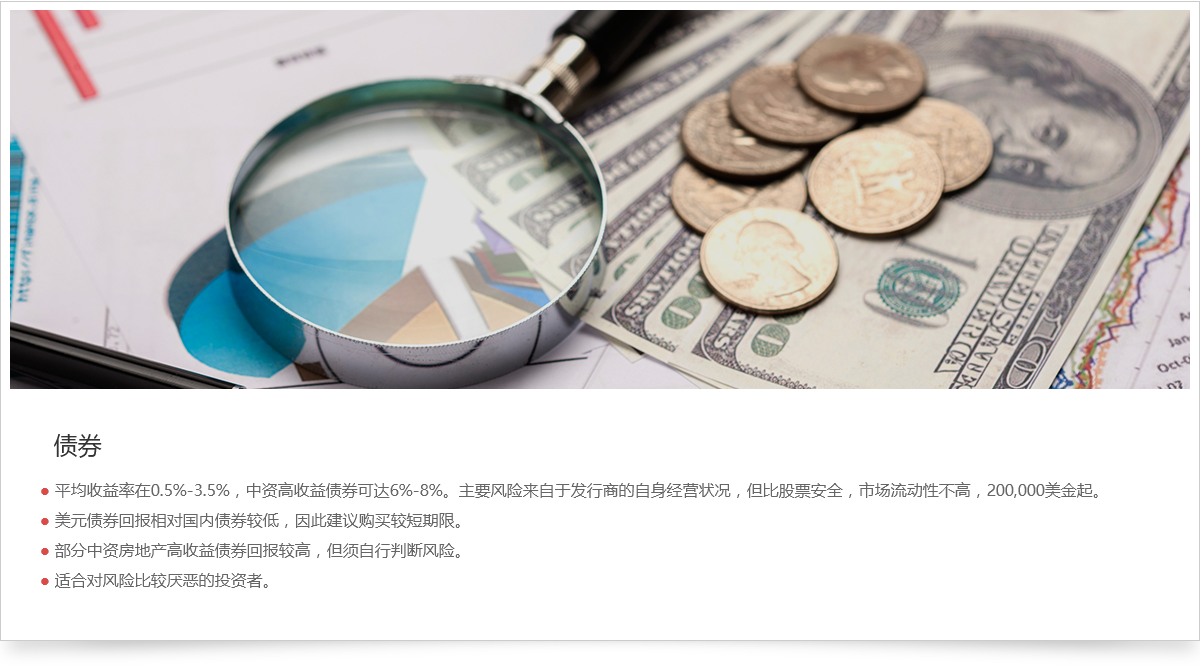 债券
平均收益率在0.5%-3.5%，中资高收益债券可达6%-8%。主要风险来自于发行商的自身经营状况，但比股票安全，市场流动性不高，200,000美金起。
美元债券回报相对国内债券较低，因此建议购买较短期限。
部分中资房地产高收益债券回报较高，但须自行判断风险。
适合对风险比较厌恶的投资者。